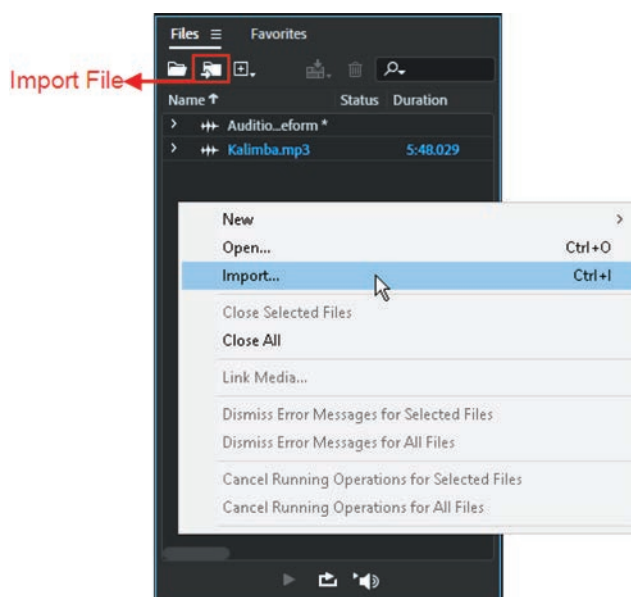 Files Favorites
Import File
Name Status Duration
Auditio...eform *
Kalimba.mp3 5:48.029
New
Open... Ctrl+O
Import... Ctrl+I
Close Selected Files
Close All
Link Media...
Dismiss Error Messages for Selected Files
Dismiss Error Messages for All Files
Cancel Running Operations for Selected Files
Cancel Running Operations for All Files